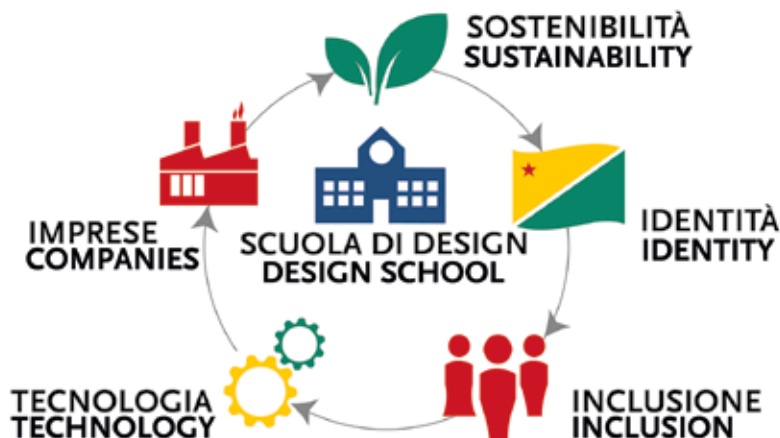 SOSTENIBILITÀ
SUSTAINABILITY
IDENTITÀ
IDENTITY
IMPRESE
COMPANIES
SCUOLA DI DESIGN
DESIGN SCHOOL
TECNOLOGIA
TECHNOLOGY
INCLUSIONE
INCLUSION